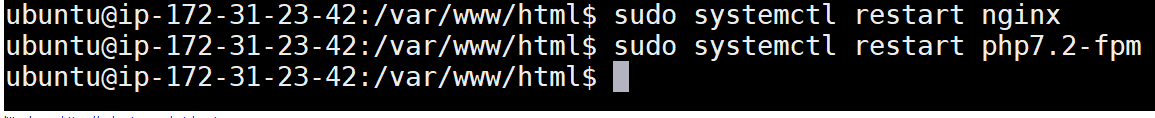 ubuntu@ip-172-31-23-42:/var/www/html$ sudo systemctl restart nginx
ubuntu@ip-172-31-23-42:/var/www/html$ sudo systemctl restart php7.2-fpm
ubuntu@ip-172-31-23-42:/var/www/html$